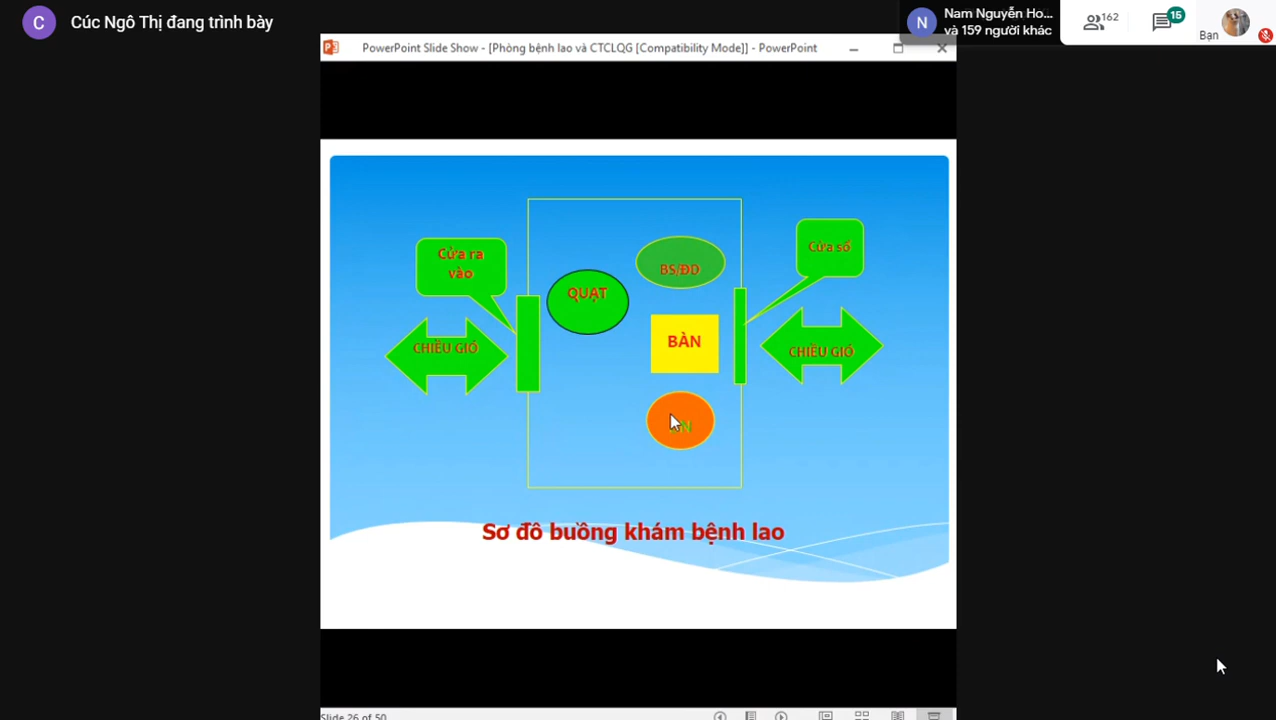 C
Cúc Ngô Thị đang trình bày
N
Nam Nguyễn Ho...
và 159 người khác
162
15
Bạn
PowerPoint Slide Show - [Phòng bệnh lao và CTCLQG [Compatibility Mode]] - PowerPoint
Cửa ra
vào
QUẠT
BS/ĐD
Cửa sổ
CHIỀU GIÓ
BÀN
CHIỀU GIÓ
Sơ đồ buồng khám bệnh lao
Slide 26 of 50